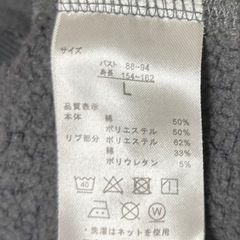 サイズ
バスト 88-94
身長 154~162
L
品質表示
本体 綿 50%
ポリエステル 50%
リブ部分 ポリエステル 62%
綿 33%
ポリウレタン 5%
40
W
・洗濯はネットを使用